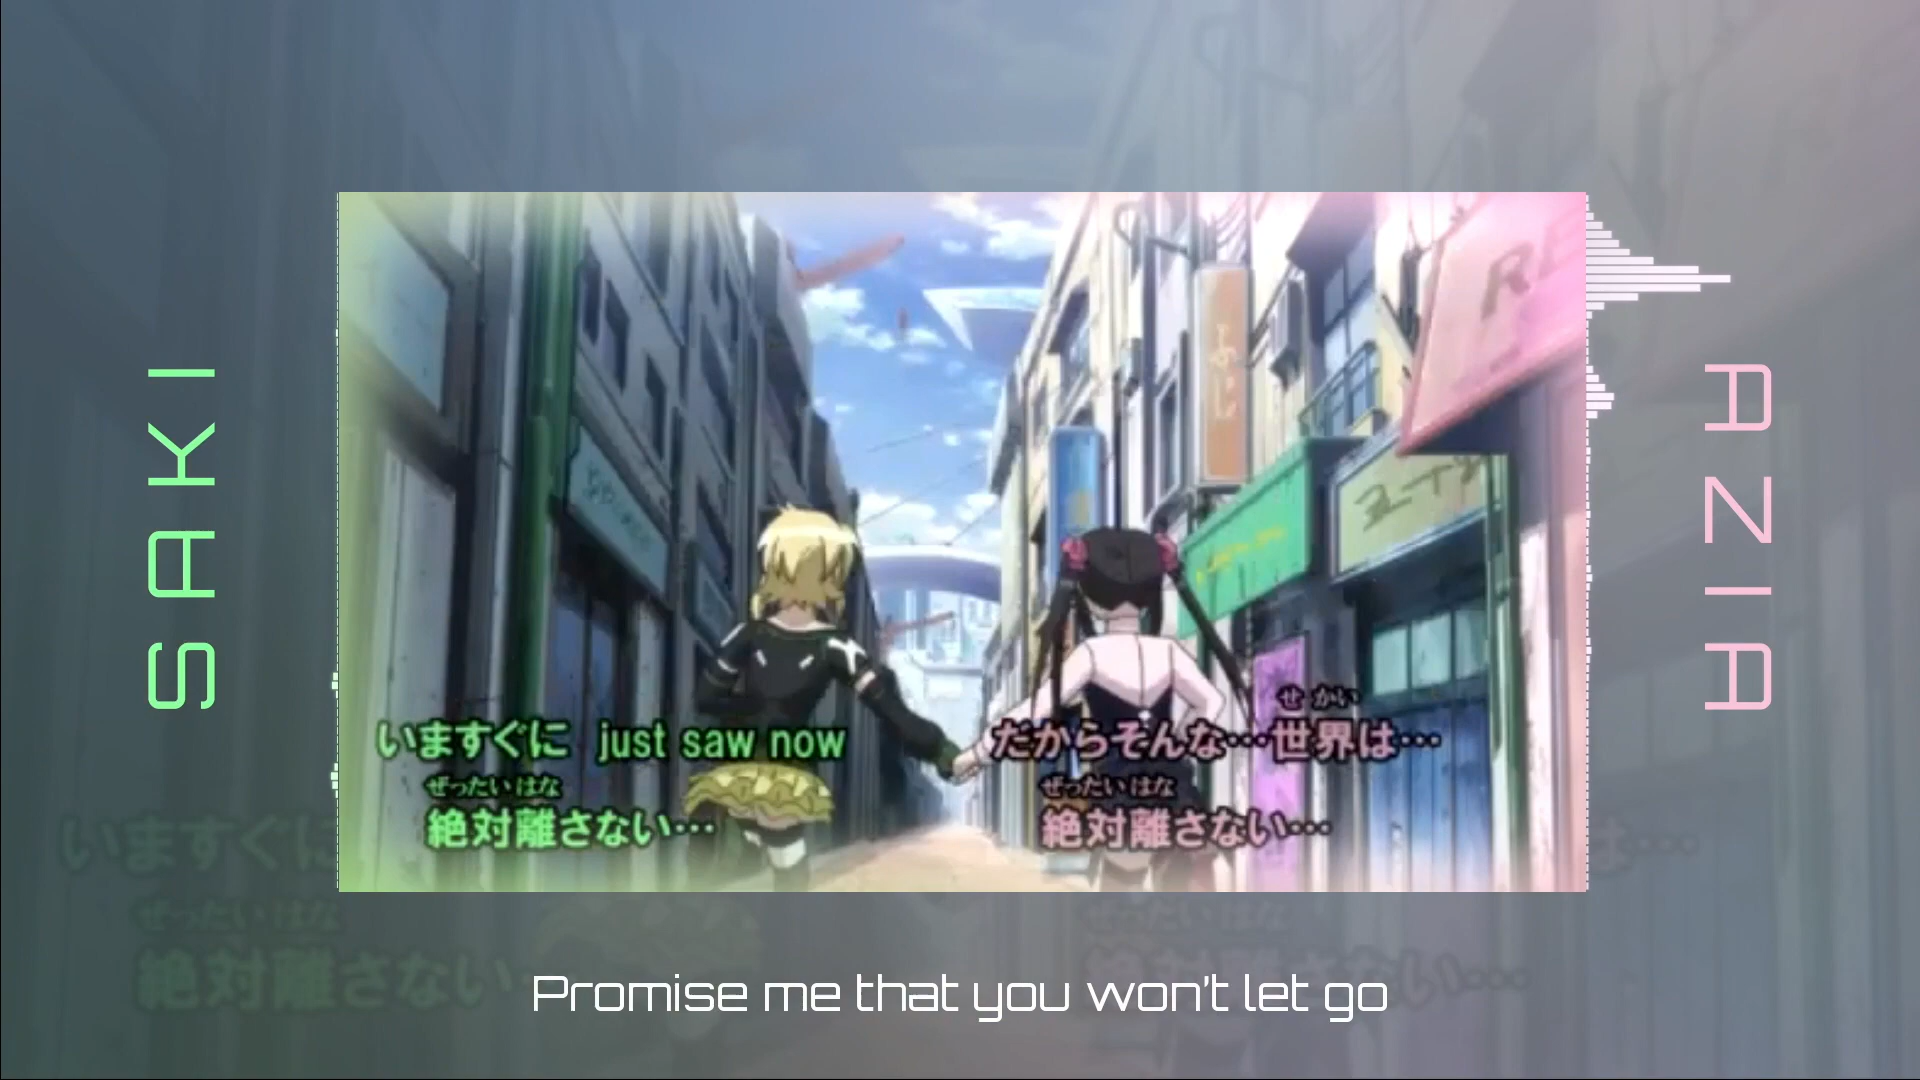 SAKI
AZIA
RE
いますぐに just saw now
ぜったい はな
絶対離さない…
せ かい
だからそんな…世界は…
ぜったい はな
絶対離さない…
Promise me that you won't let go